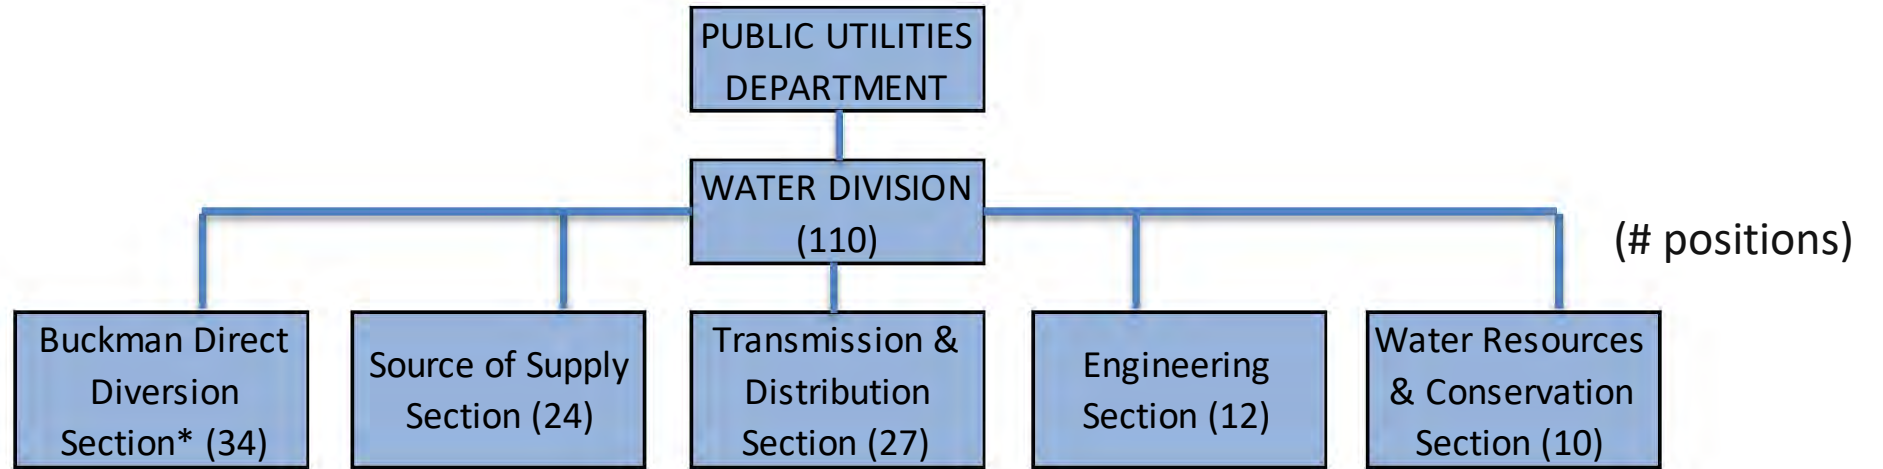 PUBLIC UTILITIES
DEPARTMENT
WATER DIVISION
(110)
(# positions)
Buckman Direct
Diversion
Section* (34)
Source of Supply
Section (24)
Transmission &
Distribution
Section (27)
Engineering
Section (12)
Water Resources
& Conservation
Section (10)